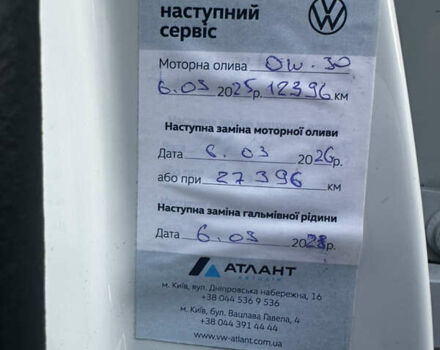 наступний
сервіс
Моторна олива 0W.30
6.03 2025р. 12396 км
Наступна заміна моторної оливи
Дата 6.03 2026р.
або при 27396 км
Наступна заміна гальмівної рідини
Дата 6.03 2028р.
АТЛАНТ
м. Київ, вул. Дніпровська набережна, 16
+38 044 536 9 536
м. Київ, бул. Вацлава Гавела, 4
+38 044 391 44 44
www.vw-atlant.com.ua